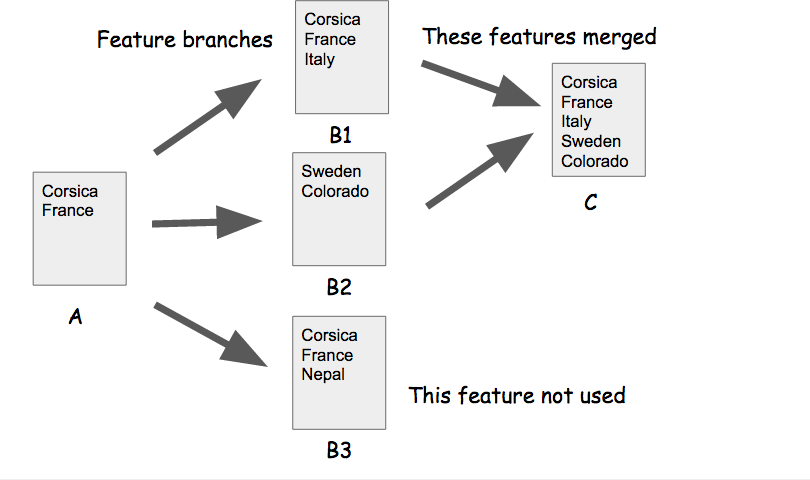 Feature branches
Corsica
France
Italy
B1
These features merged
Corsica
France
Italy
Sweden
Colorado
C
Corsica
France
A
Sweden
Colorado
B2
Corsica
France
Nepal
B3
This feature not used